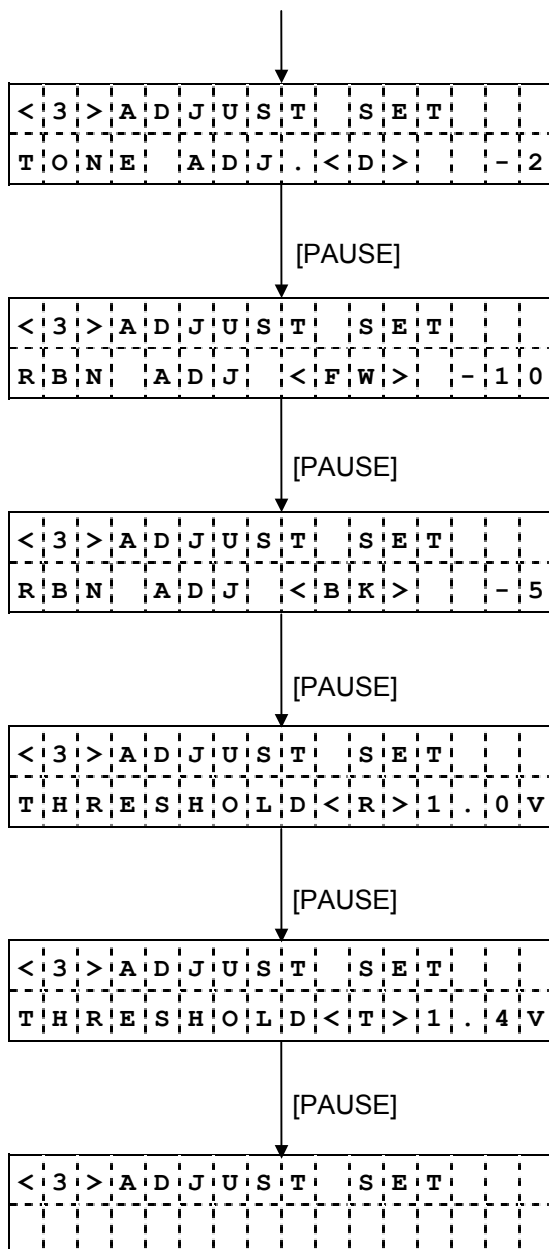 <3>ADJUST SET
TONE ADJ.<D>  -2
[PAUSE]
<3>ADJUST SET
RBN ADJ <FW> -10
[PAUSE]
<3>ADJUST SET
RBN ADJ <BK>  -5
[PAUSE]
<3>ADJUST SET
THRESHOLD<R>1.0V
[PAUSE]
<3>ADJUST SET
THRESHOLD<T>1.4V
[PAUSE]
<3>ADJUST SET